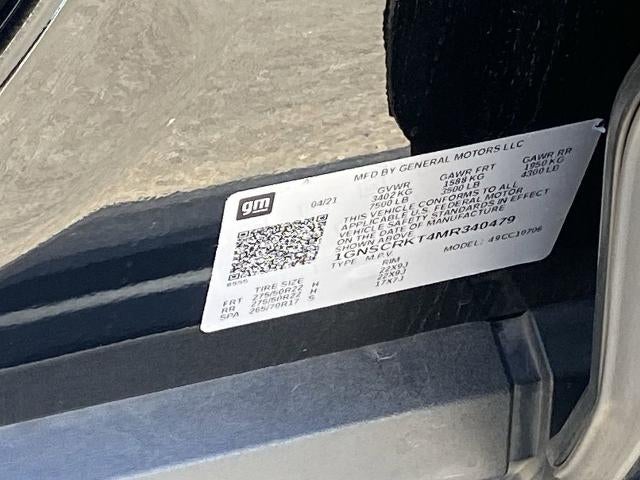 gm
04/21
MFD BY GENERAL MOTORS LLC
GVWR GAWR FRT GAWR RR
3402 KG 1588 KG 1950 KG
7500 LB 3500 LB 4300 LB
THIS VEHICLE CONFORMS TO ALL
APPLICABLE U.S. FEDERAL MOTOR
VEHICLE SAFETY STANDARDS IN EFFECT
ON THE DATE OF MANUFACTURE
SHOWN ABOVE
1GNSCRKT4MR340479
TYPE: M.P.V. MODEL: 49CC10706
8555
TIRE SIZE RIM
FRT 275/50R22 H 22X9J
RR 275/50R22 H 22X9J
SPA 265/70R17 S 17X7J